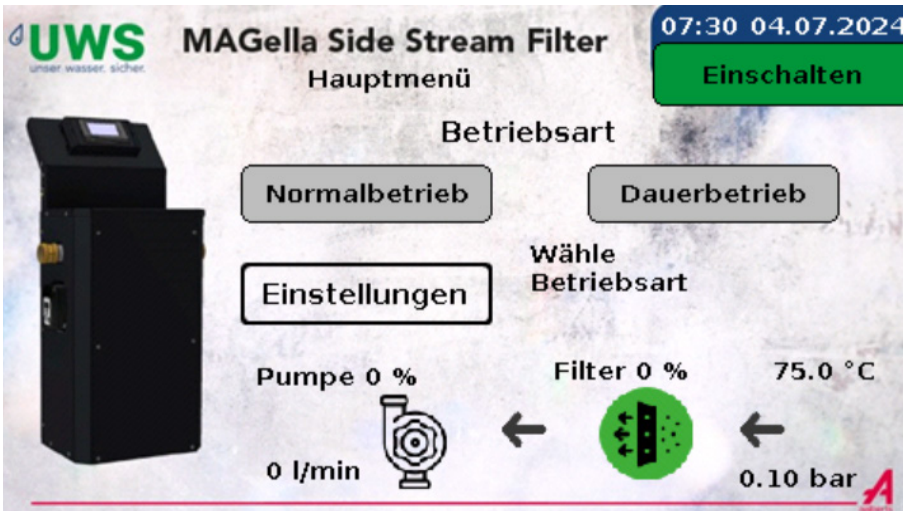 UWS
unser. wasser. sicher.
MAGella Side Stream Filter
Hauptmenü
07:30 04.07.2024
Einschalten
Betriebsart
Normalbetrieb
Dauerbetrieb
Wähle
Betriebsart
Einstellungen
Pumpe 0 %
Filter 0 %
75.0 °C
0 l/min
0.10 bar